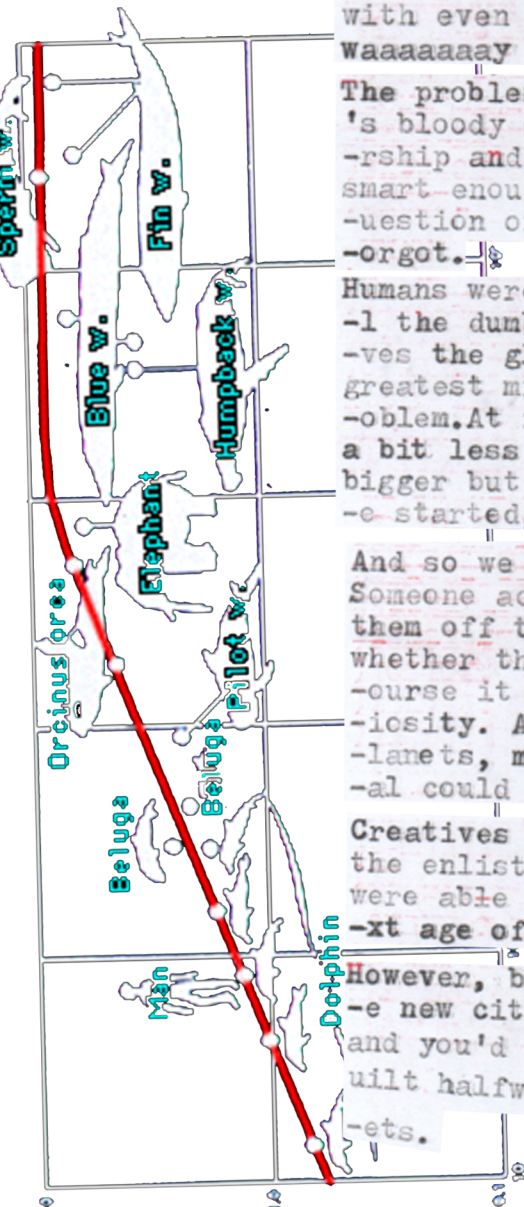 with even
waaaaaaay
The proble
's bloody
-rship and
smart enou
-uestion o
-orgot.
Humans were
-l the dum
-ves the g
greatest m
-oblem.At
a bit less
bigger but
-e started
And so we
Someone ac
them off t
whether th
-ourse it
-iosity. A
-lanets, m
-al could
Creatives
the enlist
were able
-xt age of
However, b
-e new cit
and you'd
uilt halfw
-ets.
Sperm w.
Fin w.
Blue w.
Humpback w.
Elephant
Orcinus orca
Pilot w.
Beluga
Beluga
Man
Dolphin